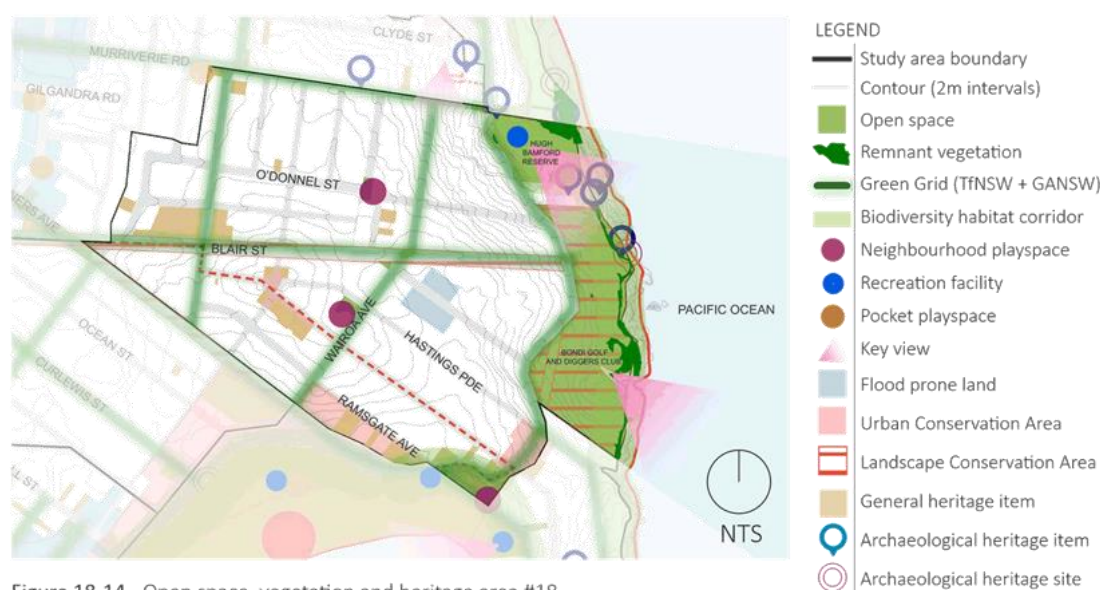 CLYDE ST
MURRIVERIE RD
GILGANDRA RD
HUGH
BAMFORD
RESERVE
O'DONNEL ST
BLAIR ST
PACIFIC OCEAN
OCEAN ST
WAIROA AVE
HASTINGS PDE
BONDI GOLF
AND DIGGERS CLUB
CURLEWIS ST
RAMSGATE AVE
NTS
LEGEND
Study area boundary
Contour (2m intervals)
Open space
Remnant vegetation
Green Grid (TfNSW + GANSW)
Biodiversity habitat corridor
Neighbourhood playspace
Recreation facility
Pocket playspace
Key view
Flood prone land
Urban Conservation Area
Landscape Conservation Area
General heritage item
Archaeological heritage item
Archaeological heritage site
Figure 18-14 Open space, vegetation and heritage area #18